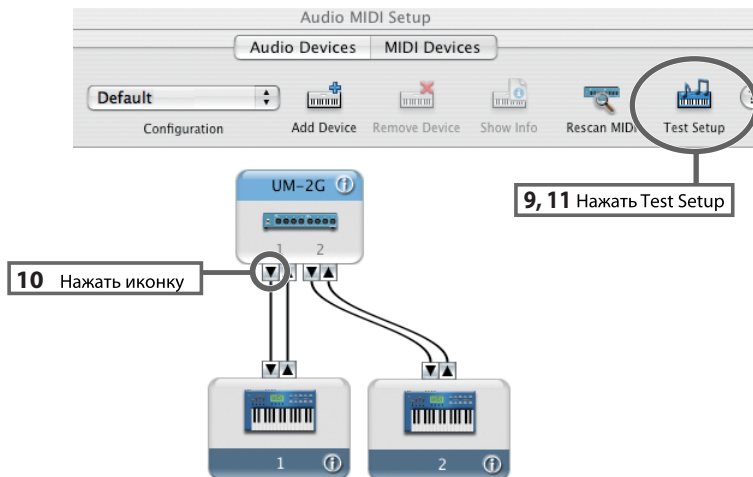 Audio MIDI Setup
Audio Devices MIDI Devices
Default
Configuration
Add Device
Remove Device
Show Info
Rescan MIDI
Test Setup
9, 11 Нажать Test Setup
UM-2G
1 2
10 Нажать иконку
1
2